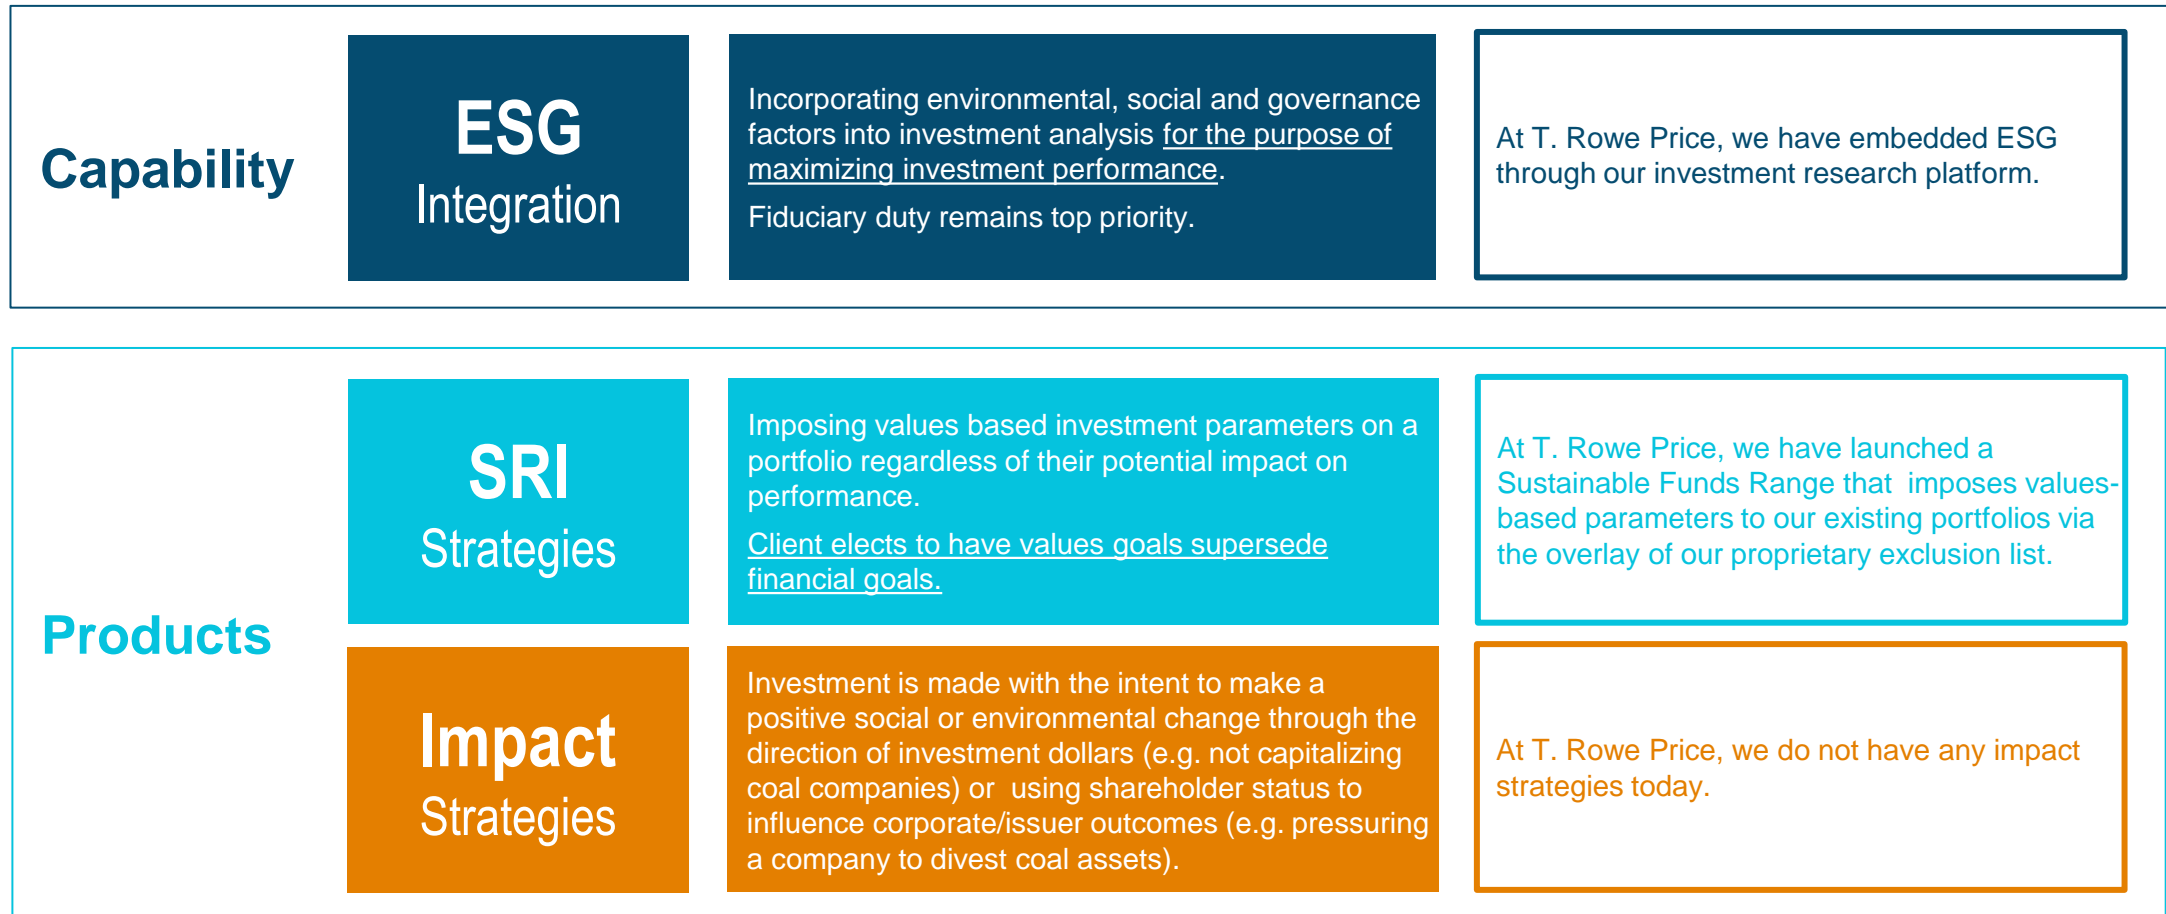 Capability
ESG
Integration
Incorporating environmental, social and governance
factors into investment analysis for the purpose of
maximizing investment performance.
Fiduciary duty remains top priority.
At T. Rowe Price, we have embedded ESG
through our investment research platform.
Products
SRI
Strategies
Imposing values based investment parameters on a
portfolio regardless of their potential impact on
performance.
Client elects to have values goals supersede
financial goals.
At T. Rowe Price, we have launched a
Sustainable Funds Range that  imposes values-
based parameters to our existing portfolios via
the overlay of our proprietary exclusion list.
Impact
Strategies
Investment is made with the intent to make a
positive social or environmental change through the
direction of investment dollars (e.g. not capitalizing
coal companies) or  using shareholder status to
influence corporate/issuer outcomes (e.g. pressuring
a company to divest coal assets).
At T. Rowe Price, we do not have any impact
strategies today.